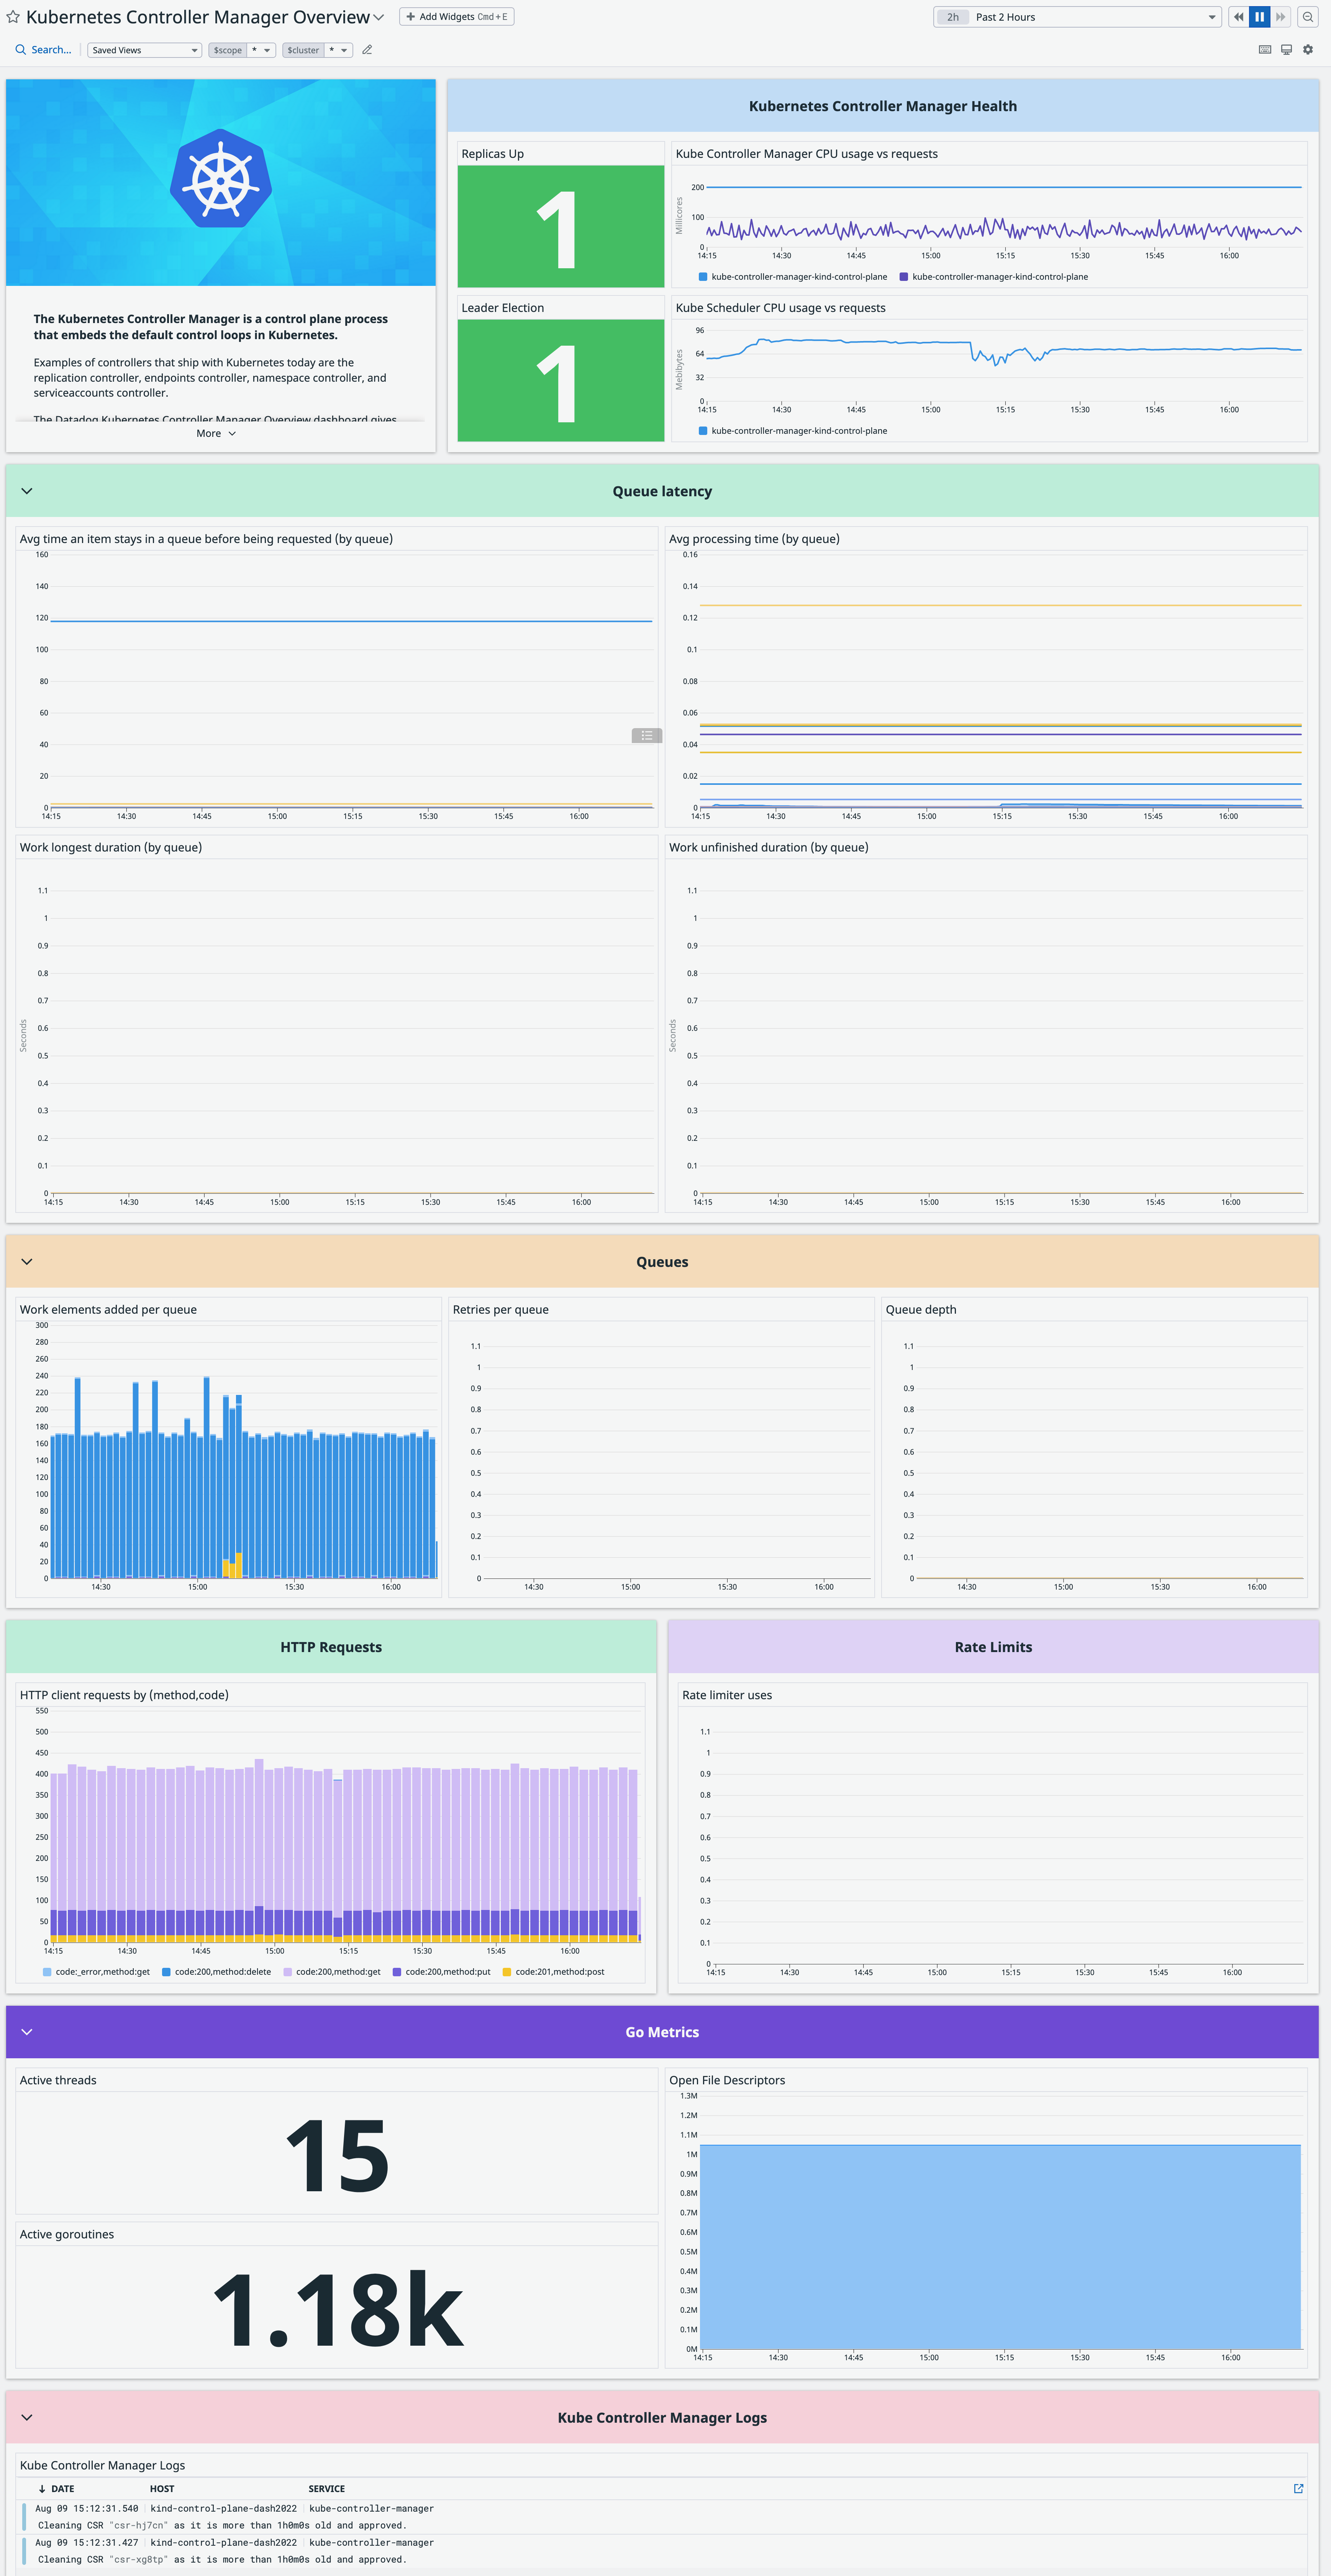 Kubernetes Controller Manager Overview
Add Widgets Cmd + E
2h Past 2 Hours
Search...
Saved Views
$scope *
$cluster *
The Kubernetes Controller Manager is a control plane process
that embeds the default control loops in Kubernetes.
Examples of controllers that ship with Kubernetes today are the
replication controller, endpoints controller, namespace controller, and
serviceaccounts controller.
The Datadog Kubernetes Controller Manager Overview dashboard gives
More
Kubernetes Controller Manager Health
Replicas Up
1
Kube Controller Manager CPU usage vs requests
Millicores
200
100
0
14:15 14:30 14:45 15:00 15:15 15:30 15:45 16:00
kube-controller-manager-kind-control-plane kube-controller-manager-kind-control-plane
Leader Election
1
Kube Scheduler CPU usage vs requests
Mebibytes
96
64
32
0
14:15 14:30 14:45 15:00 15:15 15:30 15:45 16:00
kube-controller-manager-kind-control-plane
Queue latency
Avg time an item stays in a queue before being requested (by queue)
160
140
120
100
80
60
40
20
0
14:15 14:30 14:45 15:00 15:15 15:30 15:45 16:00
Avg processing time (by queue)
0.16
0.14
0.12
0.1
0.08
0.06
0.04
0.02
0
14:15 14:30 14:45 15:00 15:15 15:30 15:45 16:00
Work longest duration (by queue)
Seconds
1.1
1
0.9
0.8
0.7
0.6
0.5
0.4
0.3
0.2
0.1
0
14:15 14:30 14:45 15:00 15:15 15:30 15:45 16:00
Work unfinished duration (by queue)
Seconds
1.1
1
0.9
0.8
0.7
0.6
0.5
0.4
0.3
0.2
0.1
0
14:15 14:30 14:45 15:00 15:15 15:30 15:45 16:00
Queues
Work elements added per queue
300
280
260
240
220
200
180
160
140
120
100
80
60
40
20
0
14:30 15:00 15:30 16:00
Retries per queue
1.1
1
0.9
0.8
0.7
0.6
0.5
0.4
0.3
0.2
0.1
0
14:30 15:00 15:30 16:00
Queue depth
1.1
1
0.9
0.8
0.7
0.6
0.5
0.4
0.3
0.2
0.1
0
14:30 15:00 15:30 16:00
HTTP Requests
HTTP client requests by (method,code)
550
500
450
400
350
300
250
200
150
100
50
0
14:15 14:30 14:45 15:00 15:15 15:30 15:45 16:00
code:_error,method:get code:200,method:delete code:200,method:get code:200,method:put code:201,method:post
Rate Limits
Rate limiter uses
1.1
1
0.9
0.8
0.7
0.6
0.5
0.4
0.3
0.2
0.1
0
14:15 14:30 14:45 15:00 15:15 15:30 15:45 16:00
Go Metrics
Active threads
15
Active goroutines
1.18k
Open File Descriptors
1.3M
1.2M
1.1M
1M
0.9M
0.8M
0.7M
0.6M
0.5M
0.4M
0.3M
0.2M
0.1M
0M
14:15 14:30 14:45 15:00 15:15 15:30 15:45 16:00
Kube Controller Manager Logs
Kube Controller Manager Logs
DATE HOST SERVICE
Aug 09 15:12:31.540 kind-control-plane-dash2022 kube-controller-manager
Cleaning CSR "csr-hj7cn" as it is more than 1h0m0s old and approved.
Aug 09 15:12:31.427 kind-control-plane-dash2022 kube-controller-manager
Cleaning CSR "csr-xg8tp" as it is more than 1h0m0s old and approved.